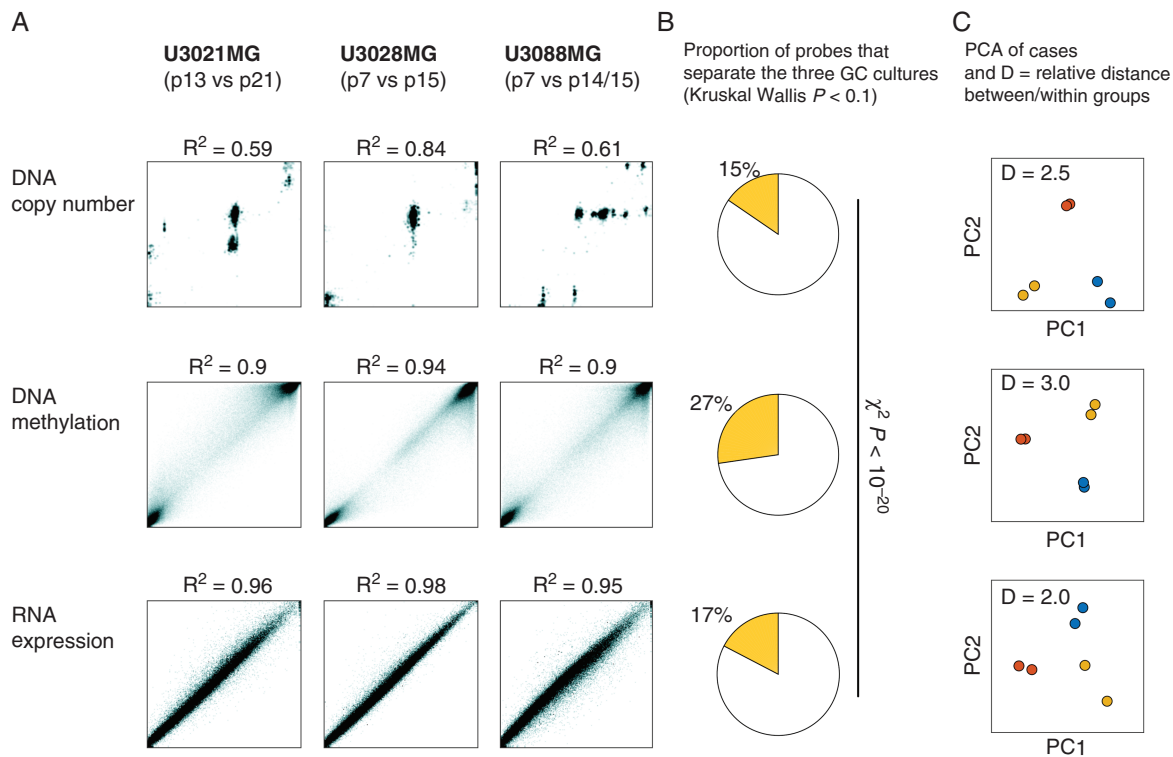 A
U3021MG
(p13 vs p21)
U3028MG
(p7 vs p15)
U3088MG
(p7 vs p14/15)
DNA
copy number
R² = 0.59
R² = 0.84
R² = 0.61
DNA
methylation
R² = 0.9
R² = 0.94
R² = 0.9
RNA
expression
R² = 0.96
R² = 0.98
R² = 0.95
B
Proportion of probes that
separate the three GC cultures
(Kruskal Wallis P < 0.1)
15%
27%
17%
χ² P < 10⁻²⁰
C
PCA of cases
and D = relative distance
between/within groups
D = 2.5
PC2
PC1
D = 3.0
PC2
PC1
D = 2.0
PC2
PC1